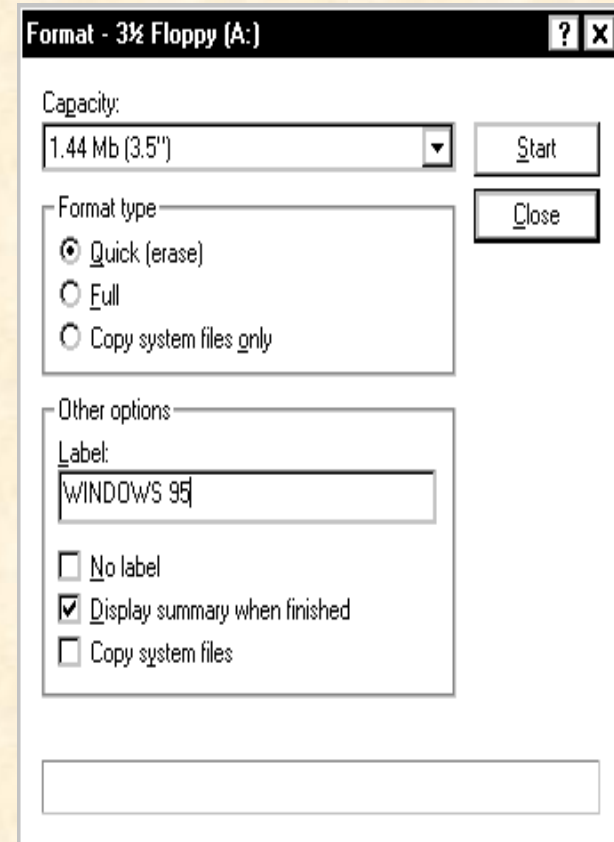 Format - 3½ Floppy (A:)
Capacity:
1.44 Mb (3.5")
Start
Close
Format type
Quick (erase)
Full
Copy system files only
Other options
Label:
WINDOWS 95
No label
Display summary when finished
Copy system files